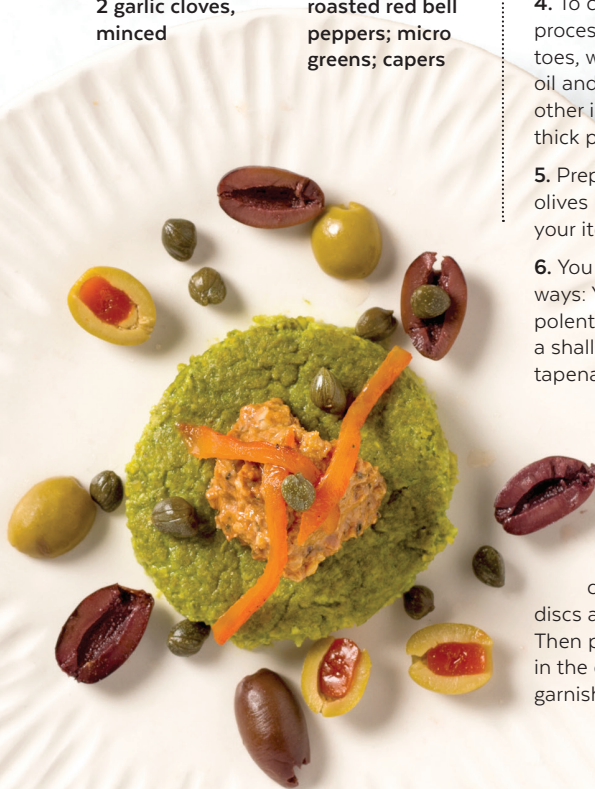 2 garlic cloves,
minced
roasted red bell
peppers; micro
greens; capers
4. To
process
toes, w
oil and
other i
thick p
5. Prep
olives
your it
6. You
ways: Y
polent
a shall
tapena
discs a
Then p
in the
garnish